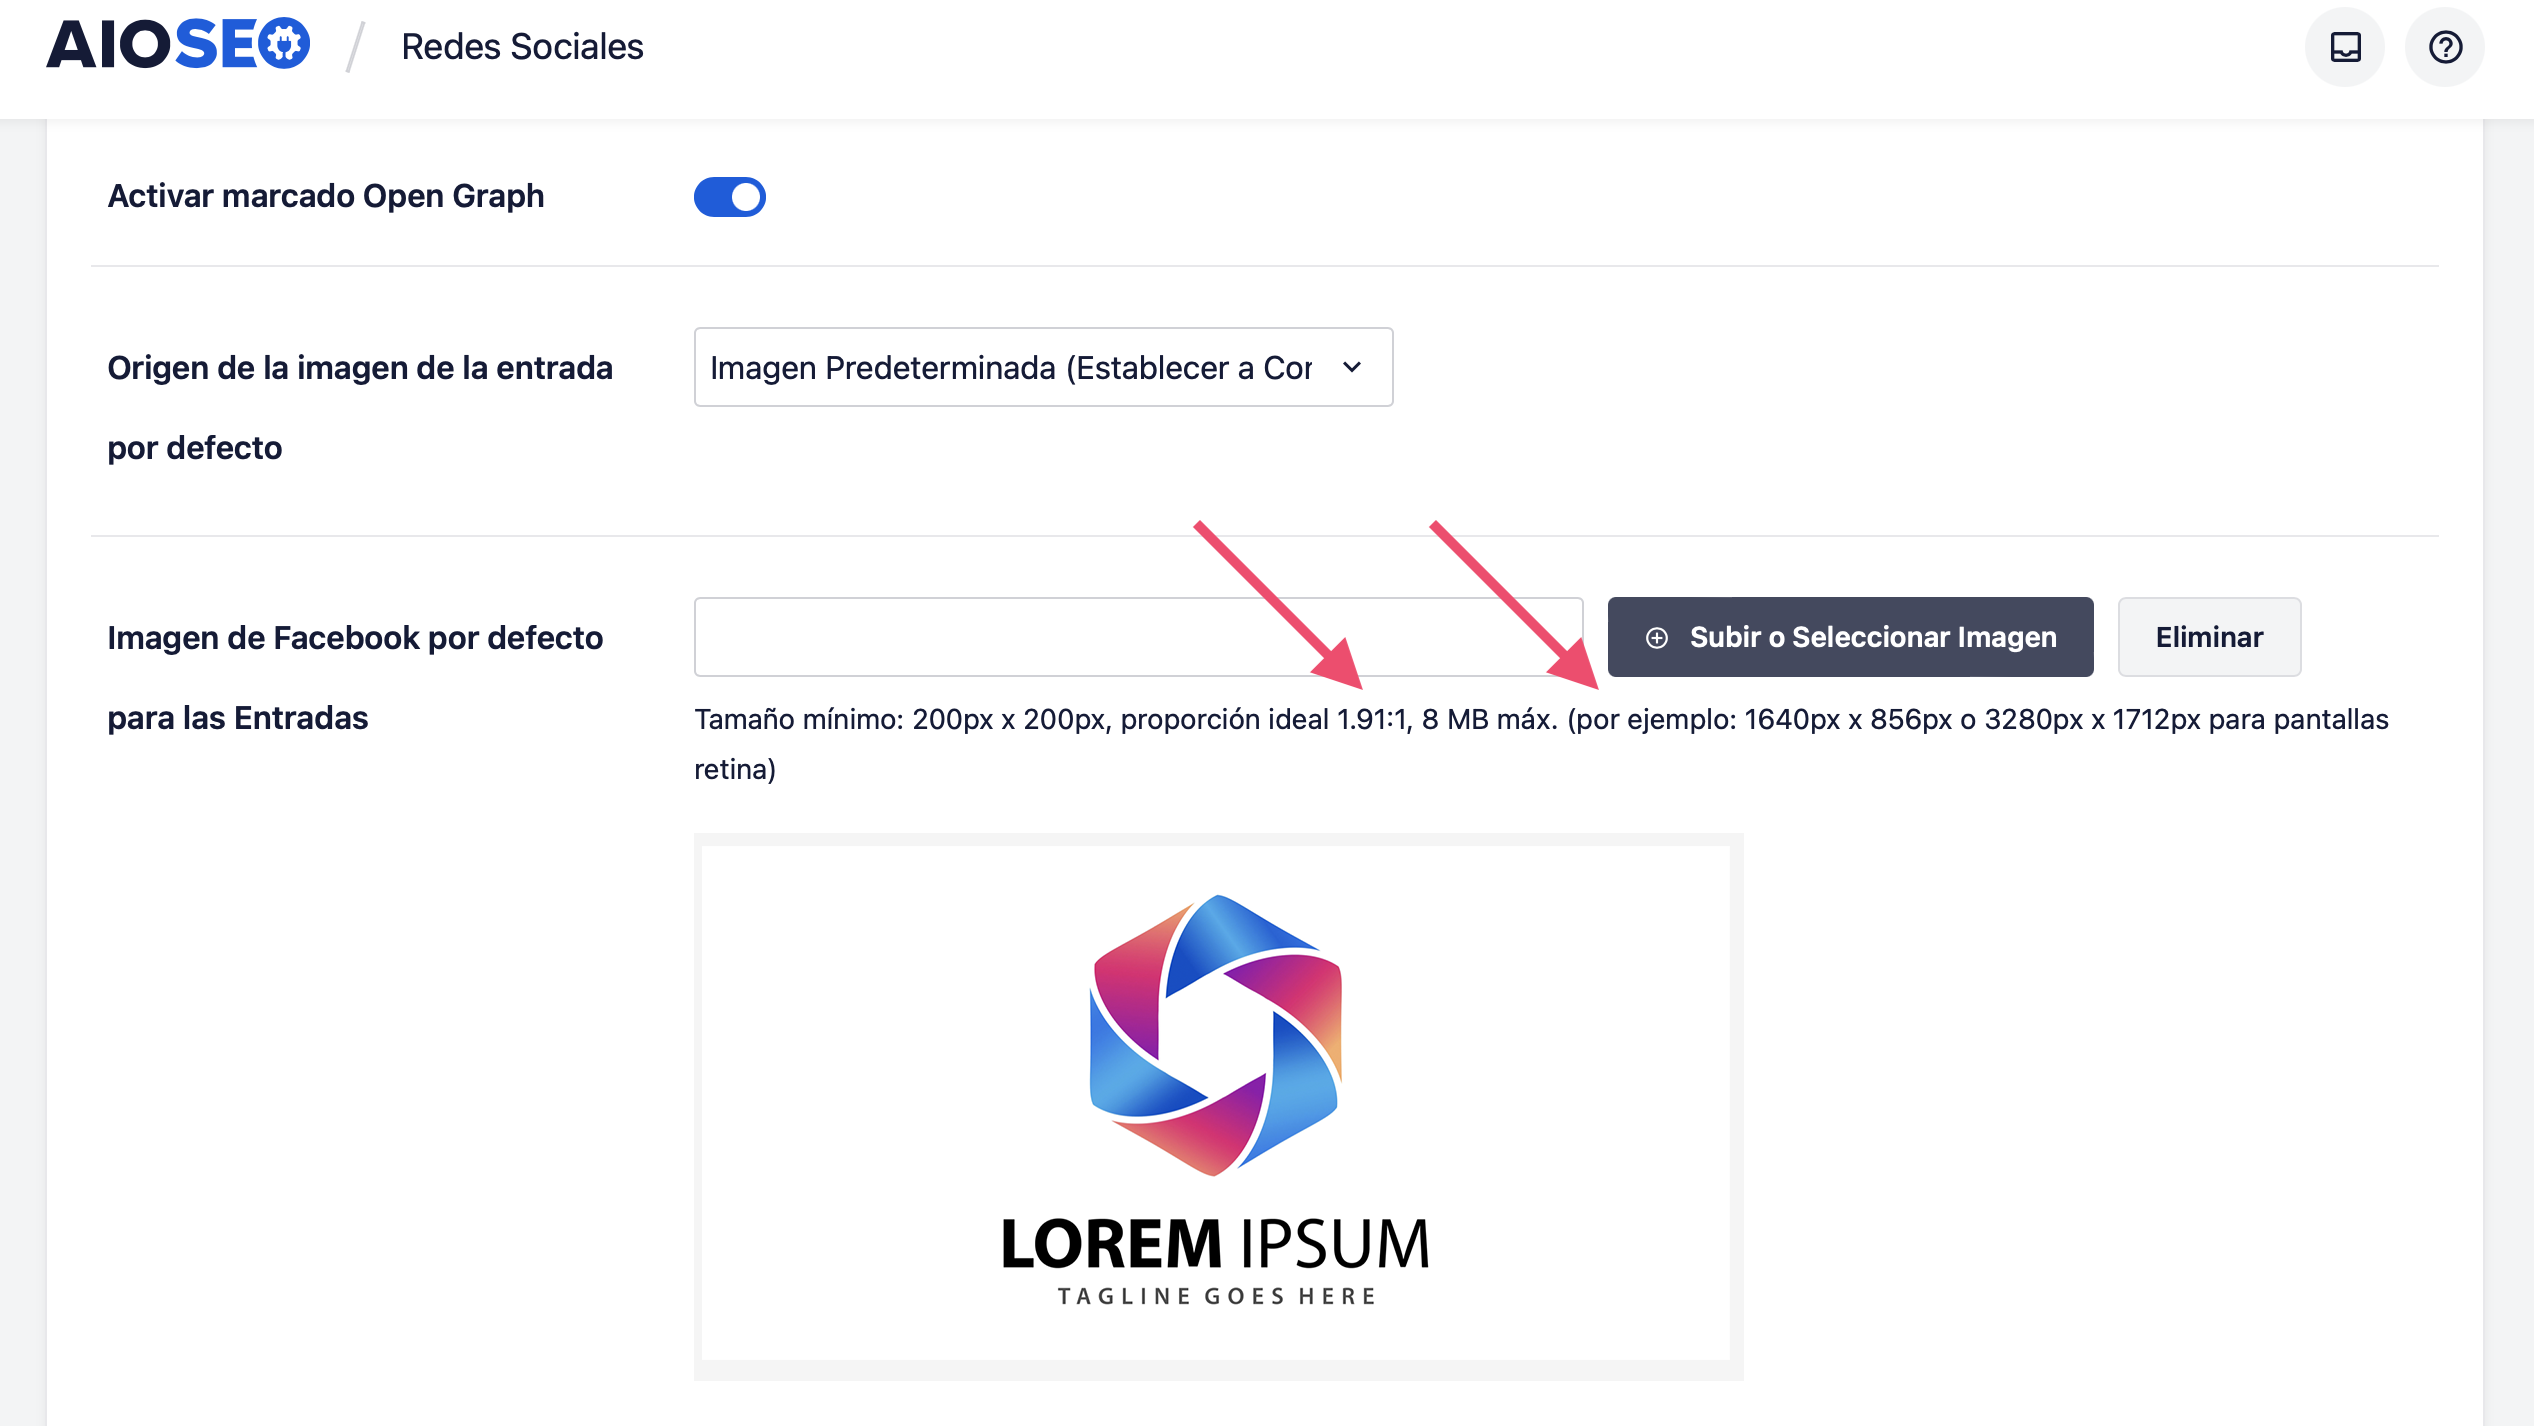 AIOSEO / Redes Sociales
Activar marcado Open Graph
Origen de la imagen de la entrada
por defecto
Imagen Predeterminada (Establecer a Cor
Imagen de Facebook por defecto
para las Entradas
Subir o Seleccionar Imagen
Eliminar
Tamaño mínimo: 200px x 200px, proporción ideal 1.91:1, 8 MB máx. (por ejemplo: 1640px x 856px o 3280px x 1712px para pantallas
retina)
LOREM IPSUM
TAGLINE GOES HERE